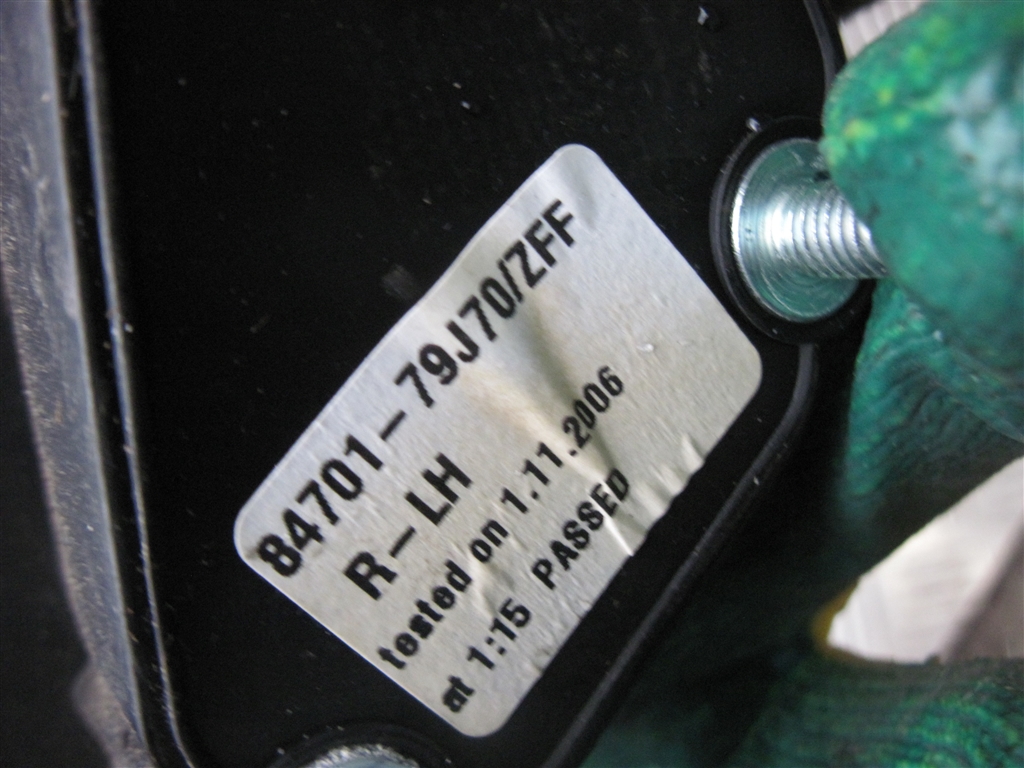 84701-79J70/ZFF
R-LH
tested on 1.11.2006
at 1:15 PASSED